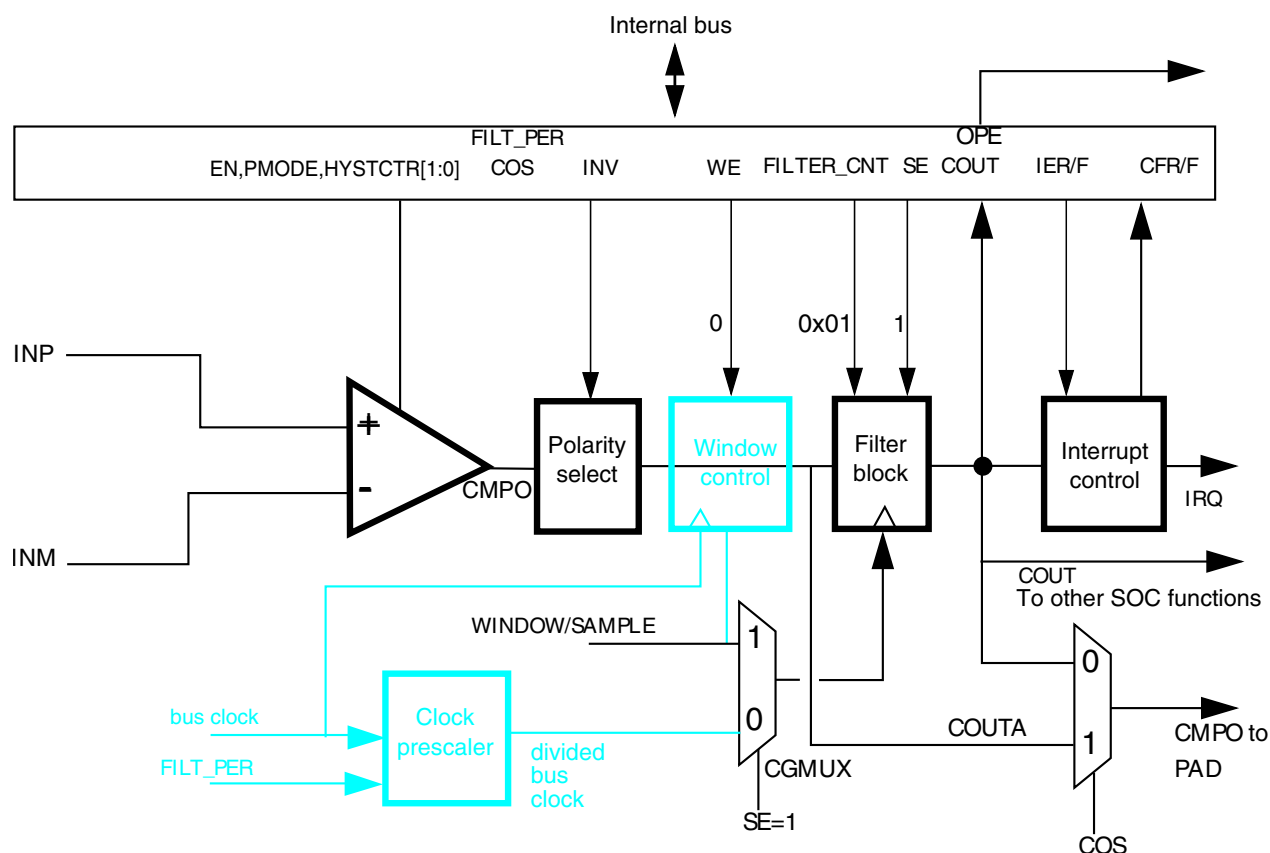 Internal bus
FILT_PER
OPE
EN,PMODE,HYSTCTR[1:0]
COS
INV
WE
FILTER_CNT
SE
COUT
IER/F
CFR/F
0
0x01
1
INP
+
-
INM
CMPO
Polarity
select
Window
control
Filter
block
Interrupt
control
IRQ
COUT
To other SOC functions
WINDOW/SAMPLE
1
0
CGMUX
SE=1
bus clock
FILT_PER
Clock
prescaler
divided
bus
clock
COUTA
0
1
CMPO to
PAD
COS